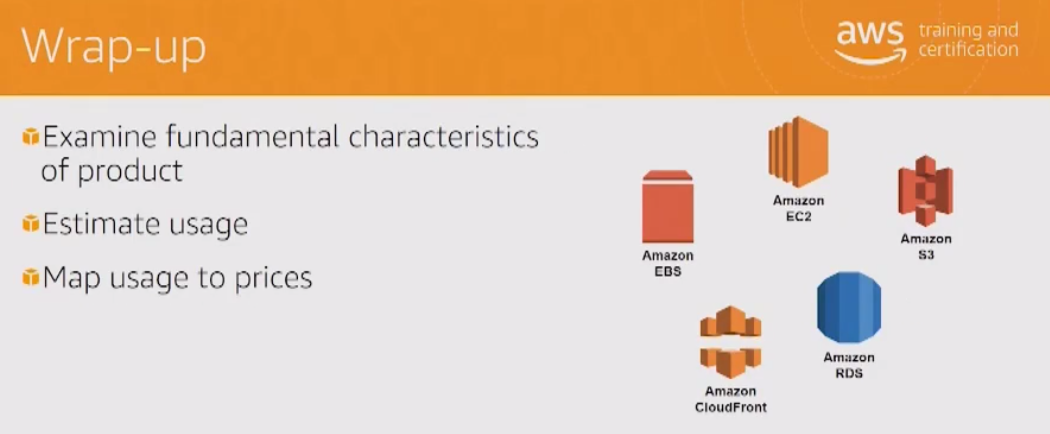 Wrap-up
aws
training and
certification
Examine fundamental characteristics
of product
Estimate usage
Map usage to prices
Amazon
EC2
Amazon
EBS
Amazon
S3
Amazon
RDS
Amazon
CloudFront